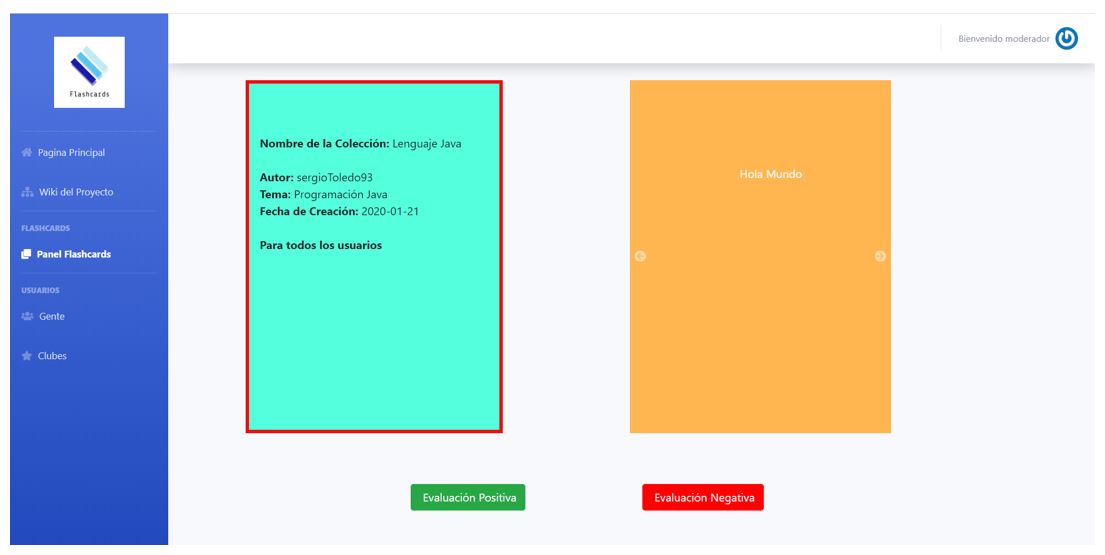 Bienvenido moderador
Flashcards
Pagina Principal
Wiki del Proyecto
FLASHCARDS
Panel Flashcards
USUARIOS
Gente
Clubes
Nombre de la Colección: Lenguaje Java
Autor: sergioToledo93
Tema: Programación Java
Fecha de Creación: 2020-01-21
Para todos los usuarios
Hola Mundo
Evaluación Positiva
Evaluación Negativa